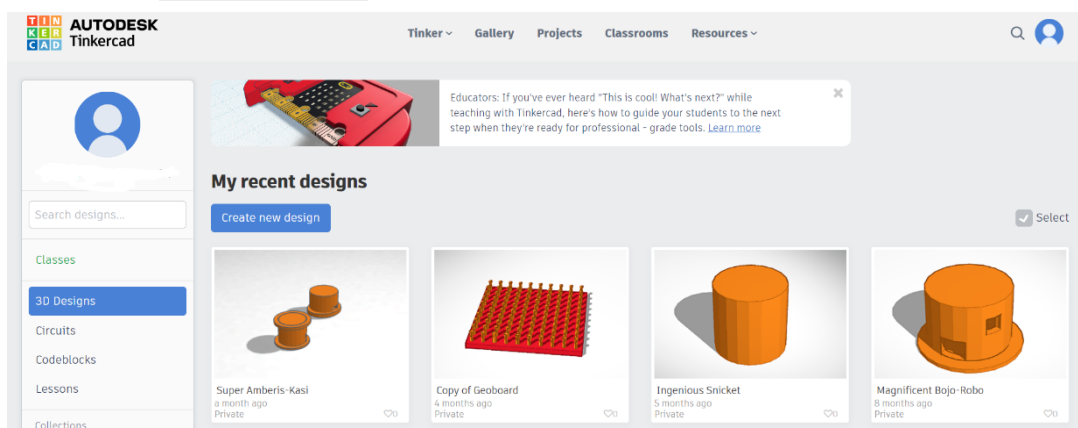 TIN
KER
CAD
AUTODESK
Tinkercad
Tinker Gallery Projects Classrooms Resources
Educators: If you've ever heard "This is cool! What's next?" while
teaching with Tinkercad, here's how to guide your students to the next
step when they're ready for professional - grade tools. Learn more
My recent designs
Search designs...
Create new design
Select
Classes
3D Designs
Circuits
Codeblocks
Lessons
Collections
Super Amberis-Kasi
a month ago
Private
0
Copy of Geoboard
4 months ago
Private
0
Ingenious Snicket
5 months ago
Private
0
Magnificent Bojo-Robo
8 months ago
Private
0